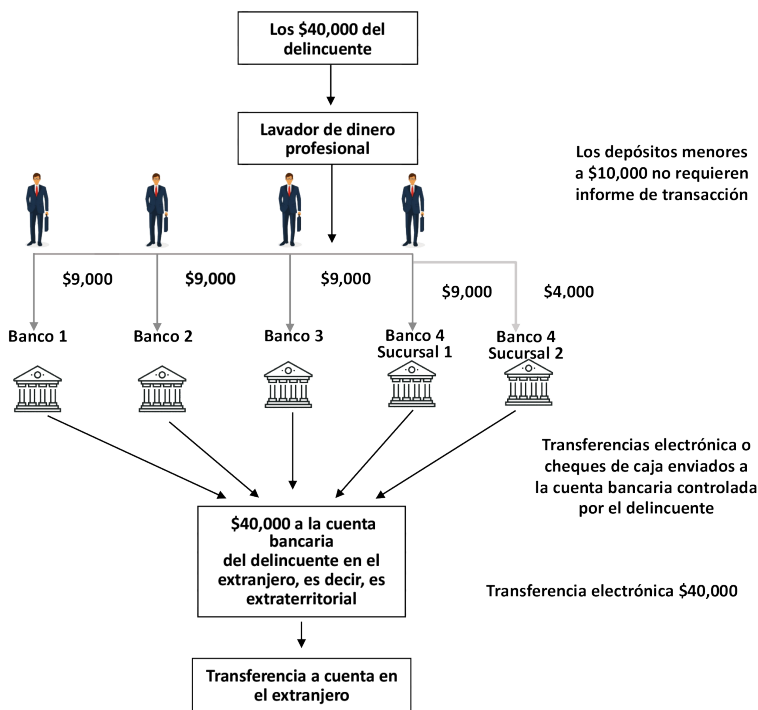 Los $40,000 del
delincuente
Lavador de dinero
profesional
Los depósitos menores
a $10,000 no requieren
informe de transacción
$9,000
$9,000
$9,000
$9,000
$4,000
Banco 1
Banco 2
Banco 3
Banco 4
Sucursal 1
Banco 4
Sucursal 2
Transferencias electrónica o
cheques de caja enviados a
la cuenta bancaria controlada
por el delincuente
$40,000 a la cuenta
bancaria
del delincuente en el
extranjero, es decir, es
extraterritorial
Transferencia electrónica $40,000
Transferencia a cuenta en
el extranjero